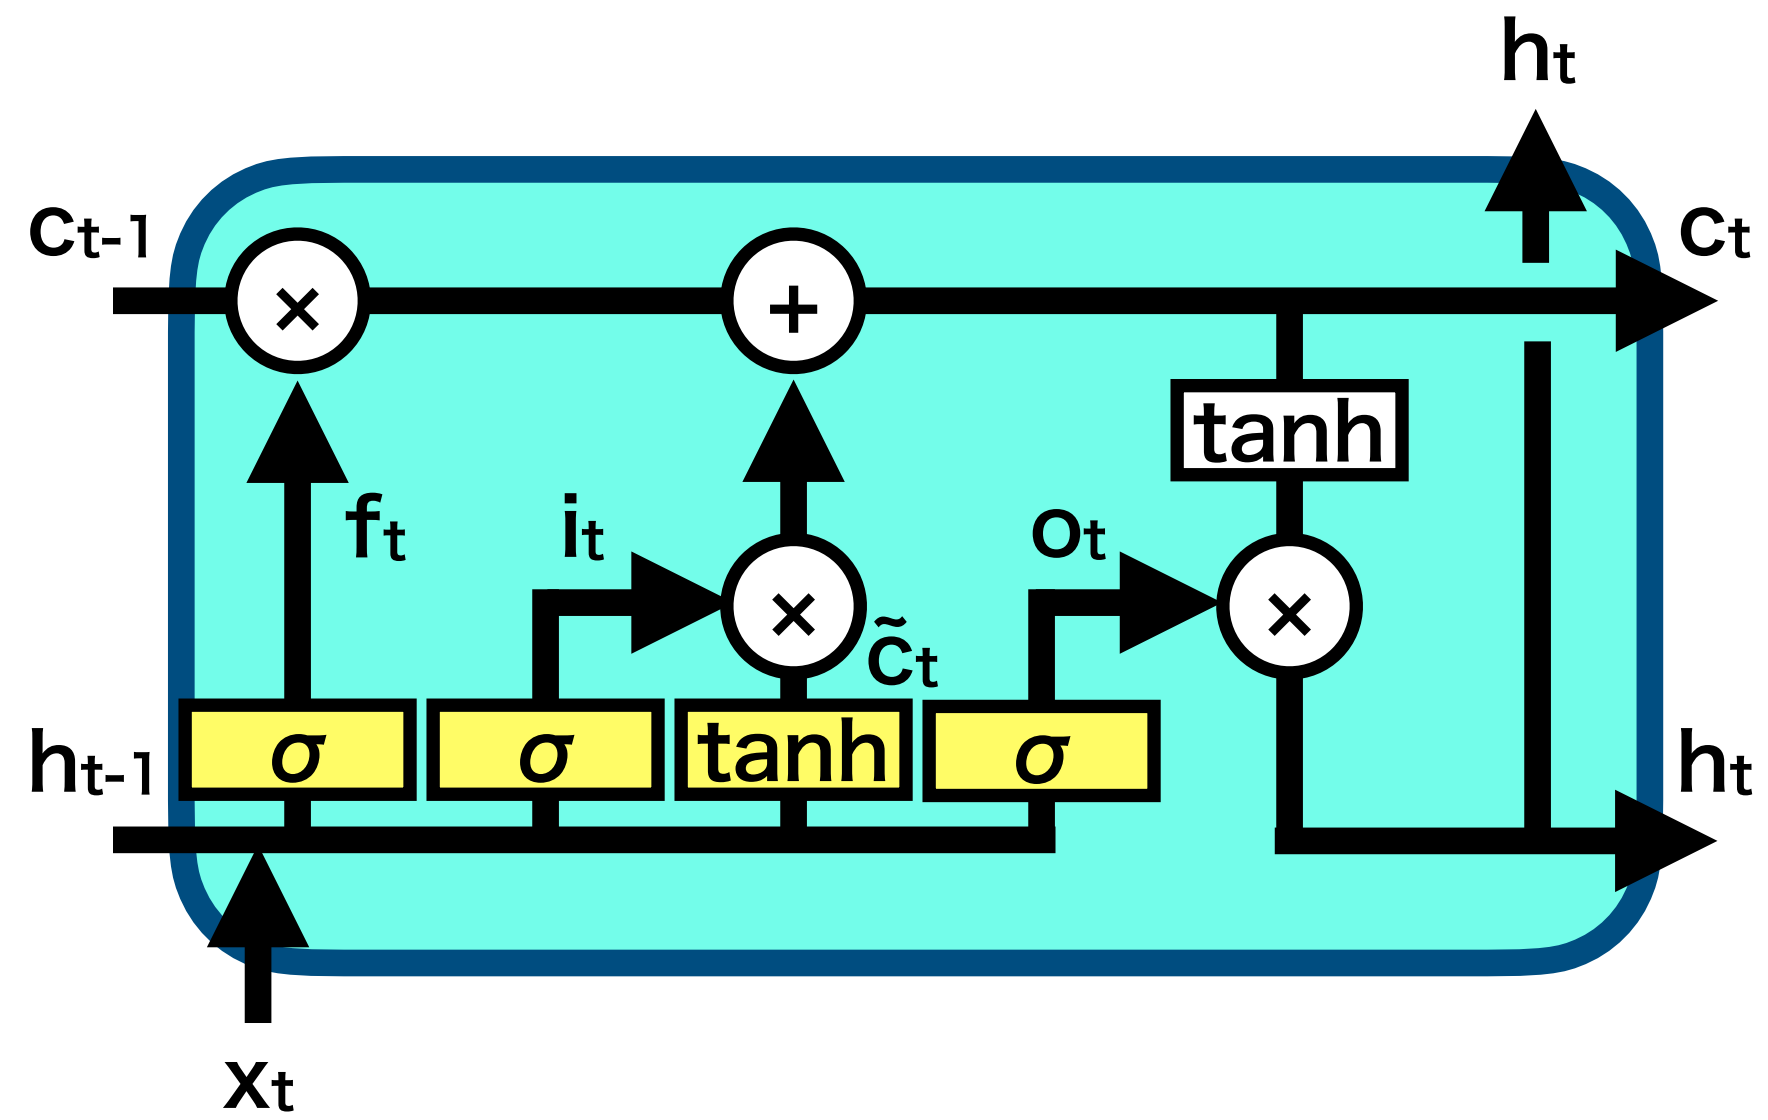 hₜ
cₜ₋₁
cₜ
×
+
tanh
fₜ
iₜ
oₜ
×
×
c̃ₜ
hₜ₋₁
σ
σ
tanh
σ
hₜ
xₜ